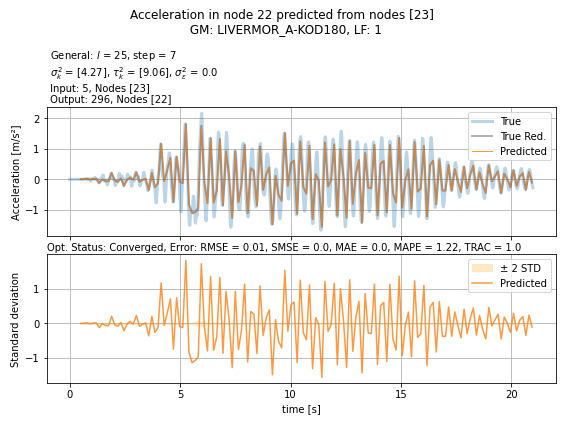 Acceleration in node 22 predicted from nodes [23]
GM: LIVERMOR_A-KOD180, LF: 1
General: l = 25, step = 7
σ²ₖ = [4.27], τ²ₖ = [9.06], σ²ε = 0.0
Input: 5, Nodes [23]
Output: 296, Nodes [22]
Acceleration [m/s²]
2
1
0
−1
True
True Red.
Predicted
Opt. Status: Converged, Error: RMSE = 0.01, SMSE = 0.0, MAE = 0.0, MAPE = 1.22, TRAC = 1.0
Standard deviation
1
0
−1
± 2 STD
Predicted
0
5
10
15
20
time [s]